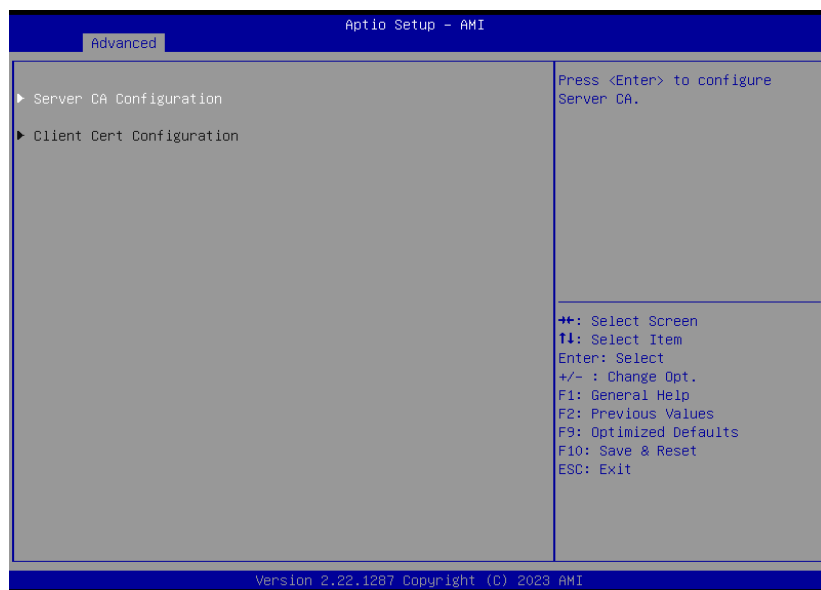 Aptio Setup – AMI
Advanced
▶ Server CA Configuration
▶ Client Cert Configuration
Press <Enter> to configure
Server CA.
→←: Select Screen
↑↓: Select Item
Enter: Select
+/- : Change Opt.
F1: General Help
F2: Previous Values
F9: Optimized Defaults
F10: Save & Reset
ESC: Exit
Version 2.22.1287 Copyright (C) 2023 AMI